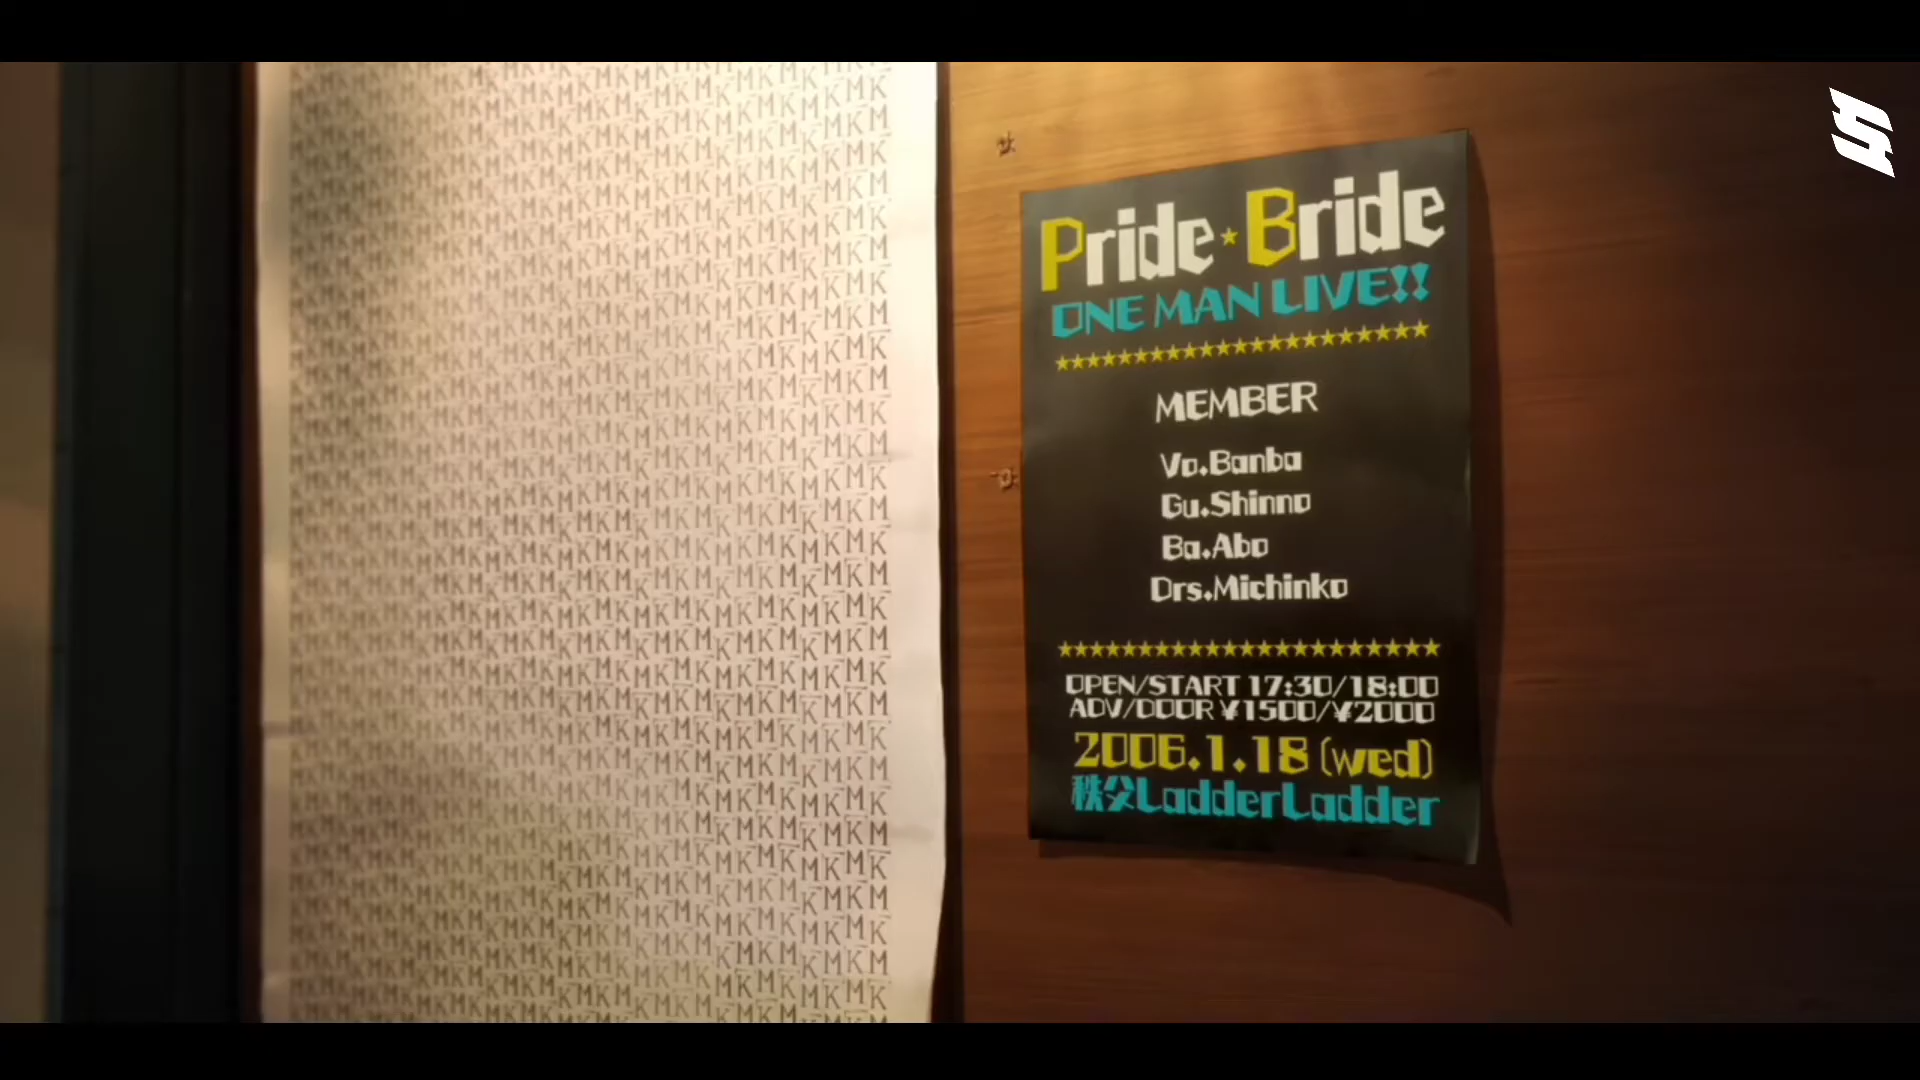 Pride★Bride
ONE MAN LIVE!!
★★★★★★★★★★★★★★★★★★★★★★★★
MEMBER
Vo.Banba
Gu.Shinno
Ba.Abo
Drs.Michinko
★★★★★★★★★★★★★★★★★★★★★★★★
OPEN/START 17:30/18:00
ADV/DOOR ¥1500/¥2000
2006.1.18 (wed)
秩父LadderLadder